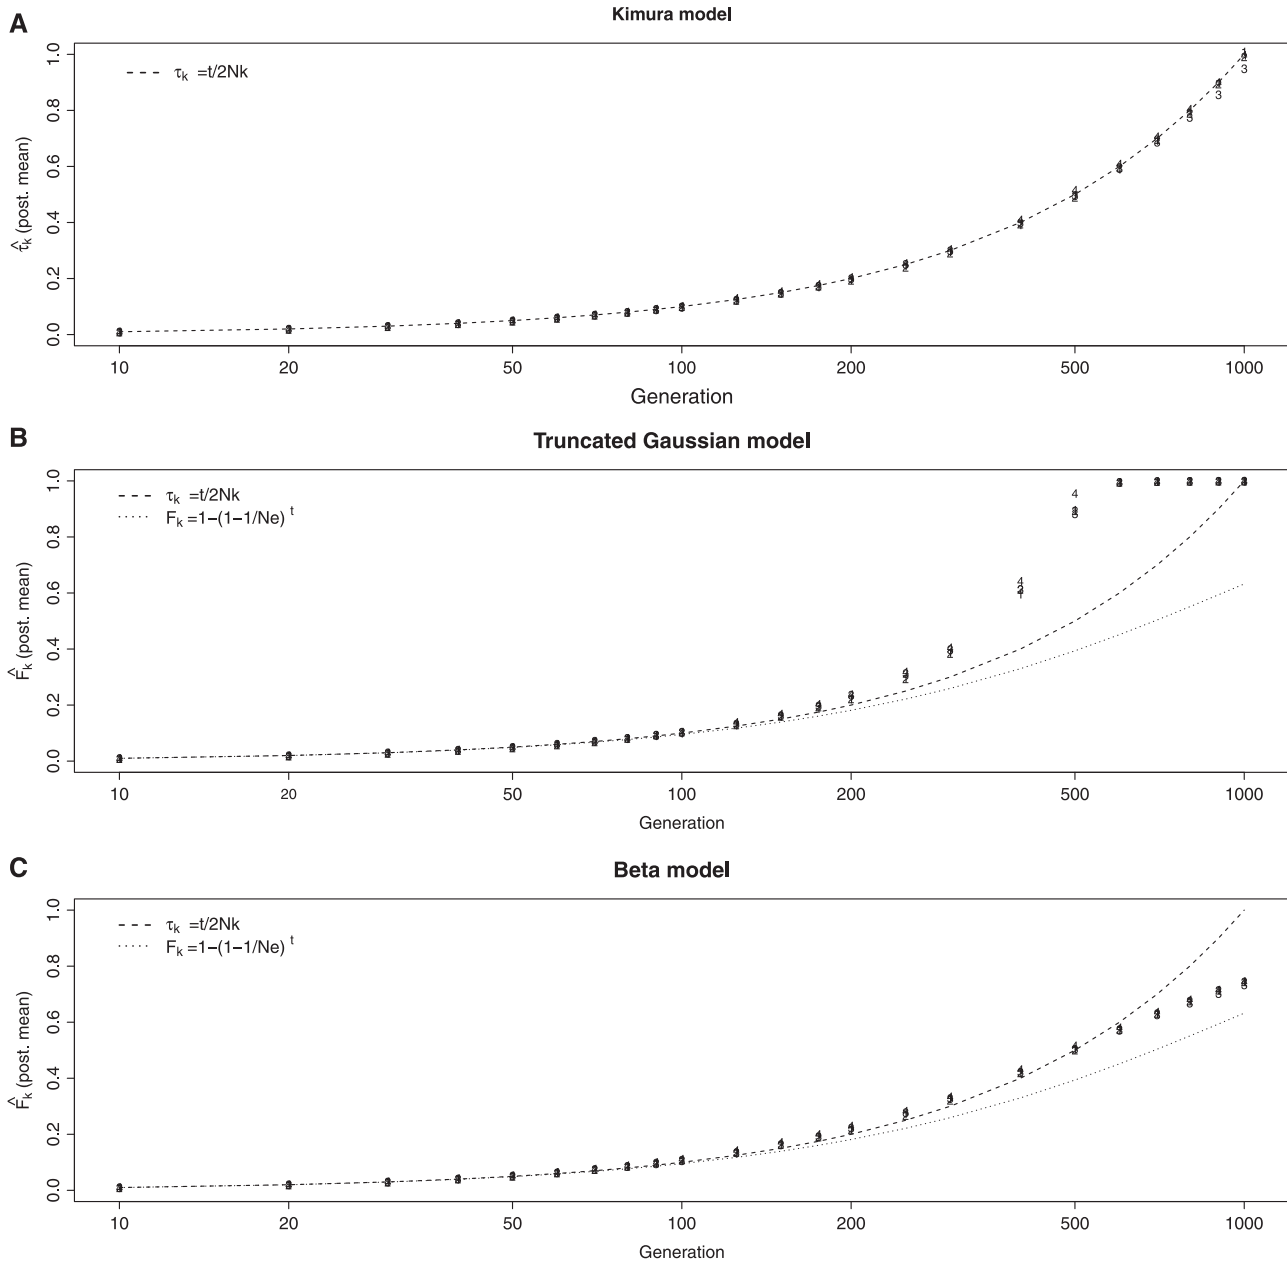 A
Kimura model
τk =t/2Nk
1.0
0.8
0.6
0.4
0.2
0.0
τ̂k (post. mean)
10 20 50 100 200 500 1000
Generation
B
Truncated Gaussian model
τk =t/2Nk
Fk=1−(1−1/Ne) t
1.0
0.8
0.6
0.4
0.2
0.0
F̂k (post. mean)
10 20 50 100 200 500 1000
Generation
C
Beta model
τk =t/2Nk
Fk=1−(1−1/Ne) t
1.0
0.8
0.6
0.4
0.2
0.0
F̂k (post. mean)
10 20 50 100 200 500 1000
Generation